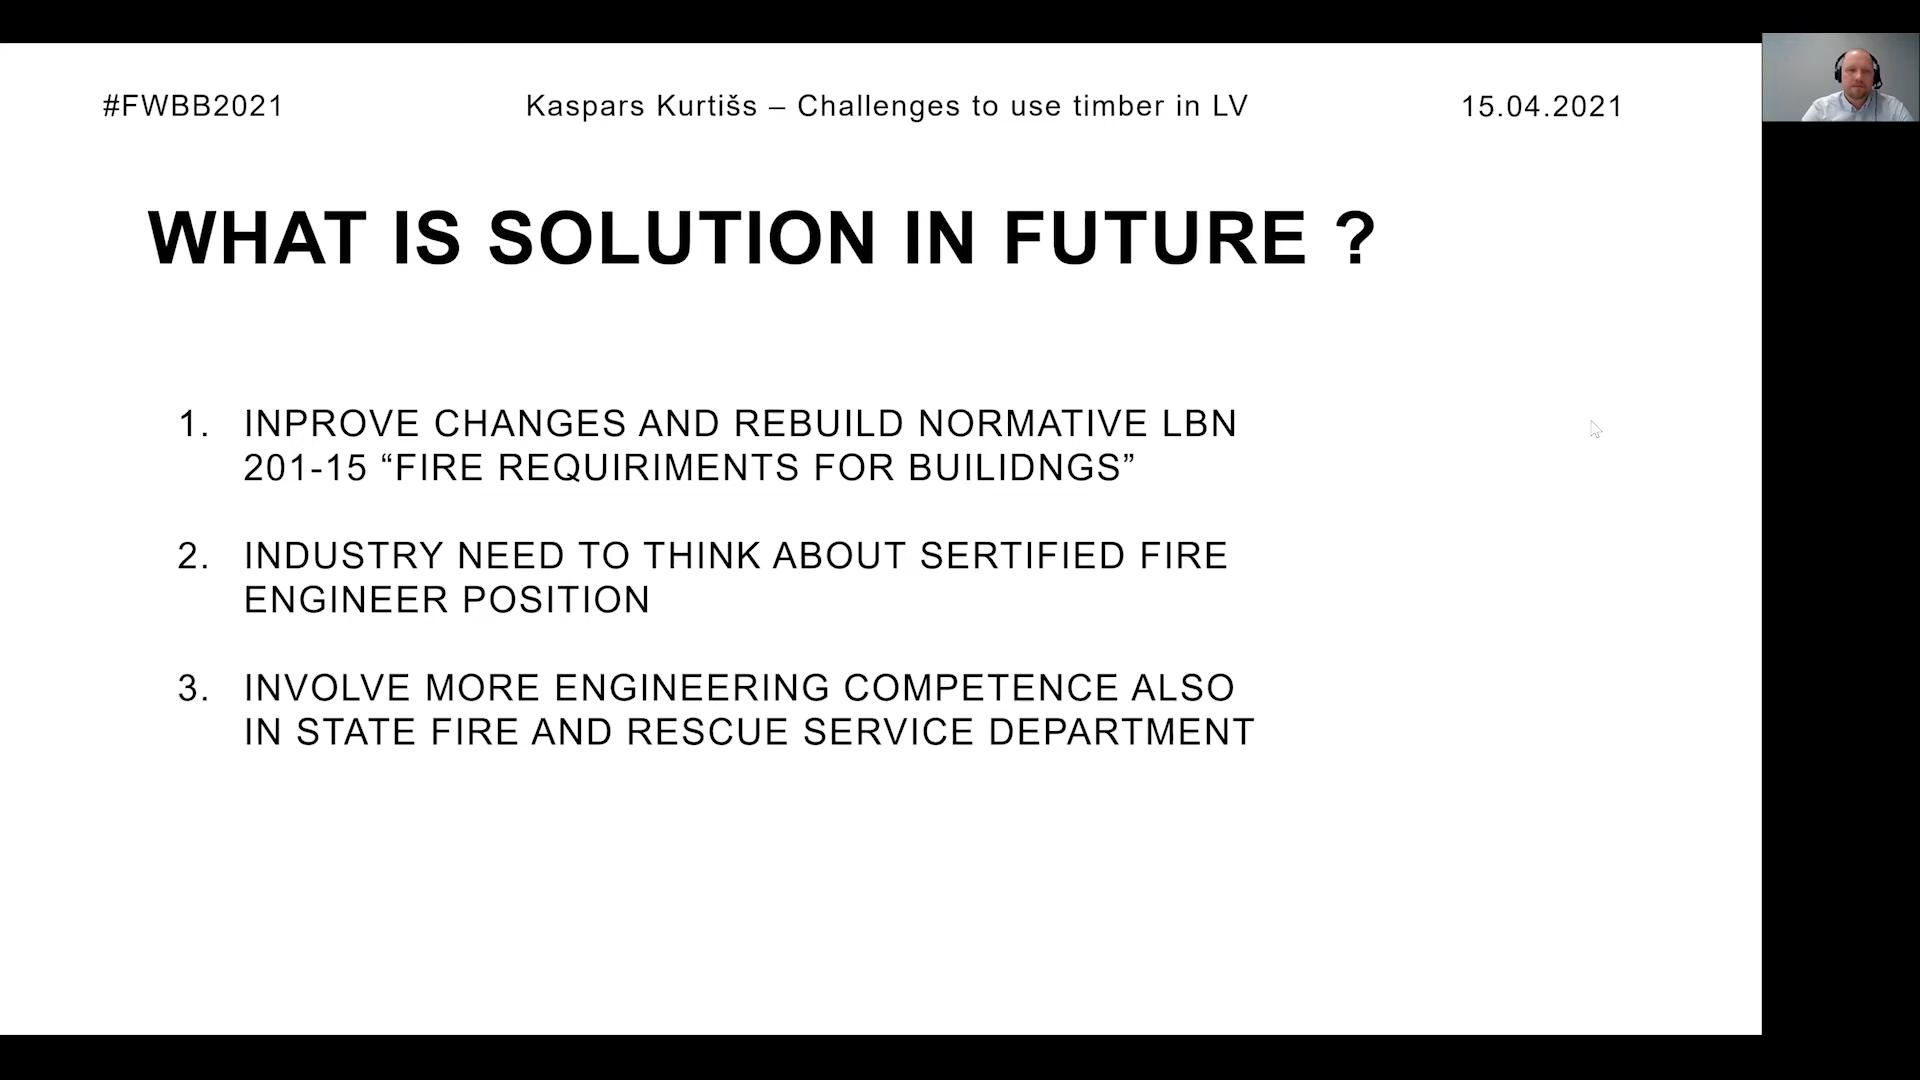 #FWBB2021
Kaspars Kurtišs – Challenges to use timber in LV
15.04.2021
WHAT IS SOLUTION IN FUTURE ?
1. INPROVE CHANGES AND REBUILD NORMATIVE LBN
201-15 “FIRE REQUIRIMENTS FOR BUILIDNGS”
2. INDUSTRY NEED TO THINK ABOUT SERTIFIED FIRE
ENGINEER POSITION
3. INVOLVE MORE ENGINEERING COMPETENCE ALSO
IN STATE FIRE AND RESCUE SERVICE DEPARTMENT